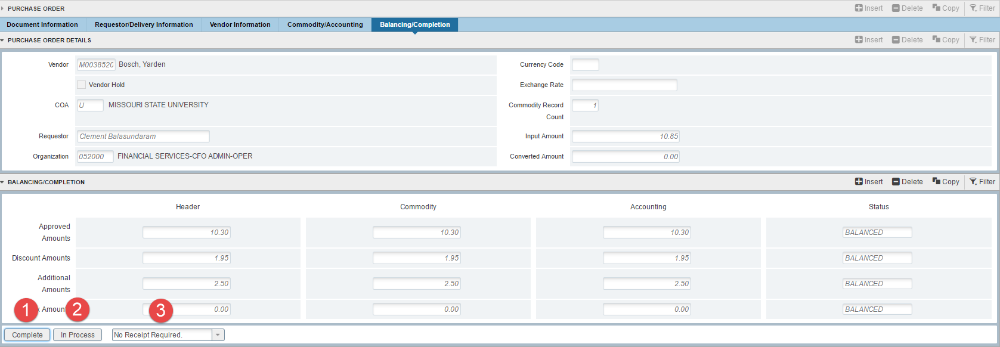 PURCHASE ORDER Insert Delete Copy Filter
Document Information Requestor/Delivery Information Vendor Information Commodity/Accounting Balancing/Completion
PURCHASE ORDER DETAILS Insert Delete Copy Filter
Vendor M0038520 Bosch, Yarden Currency Code
Vendor Hold Exchange Rate
COA U MISSOURI STATE UNIVERSITY Commodity Record 1
Count
Requestor Clement Balasundaram Input Amount 10.85
Organization 052000 FINANCIAL SERVICES-CFO ADMIN-OPER Converted Amount 0.00
BALANCING/COMPLETION Insert Delete Copy Filter
Header Commodity Accounting Status
Approved
Amounts 10.30 10.30 10.30 BALANCED
Discount Amounts 1.95 1.95 1.95 BALANCED
Additional
Amounts 2.50 2.50 2.50 BALANCED
1 2 3 0.00 0.00 0.00 BALANCED
Complete In Process No Receipt Required.